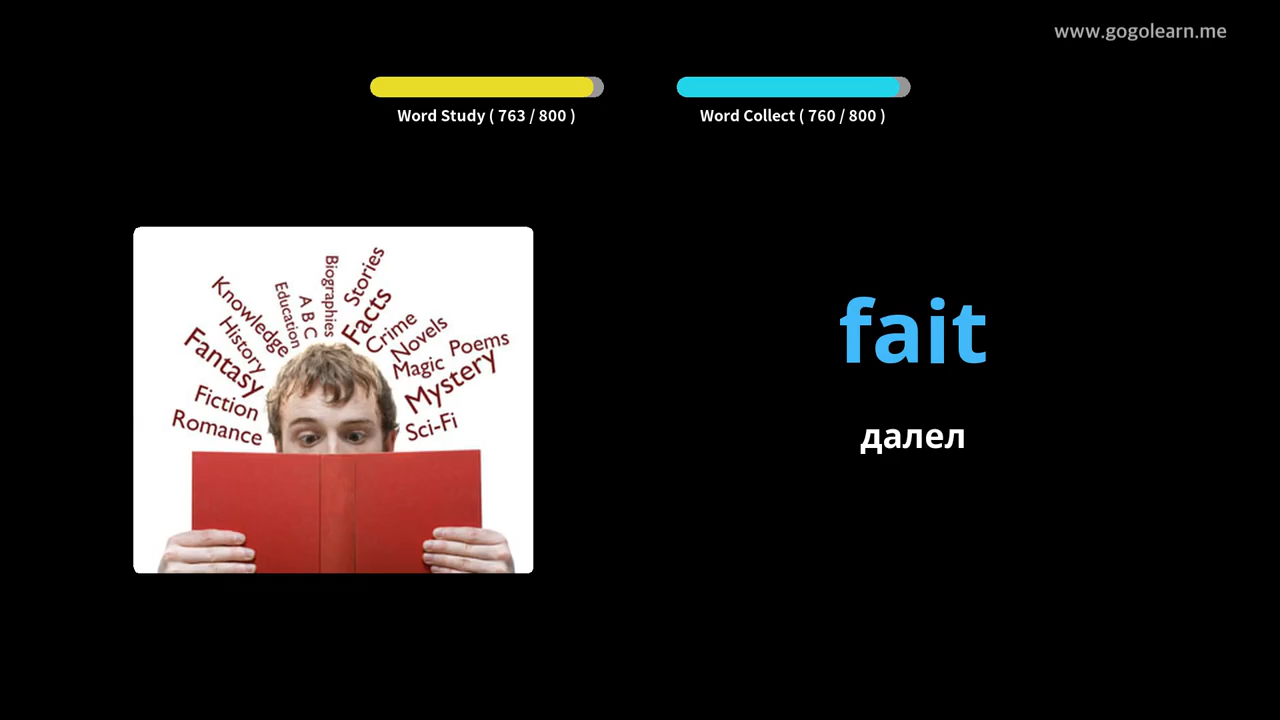 www.gogolearn.me
Word Study ( 763 / 800 )
Word Collect ( 760 / 800 )
fait
далел
Stories
Biographies
Facts
A B C
Education
Knowledge
History
Fantasy
Fiction
Romance
Crime
Novels
Poems
Magic
Mystery
Sci-Fi